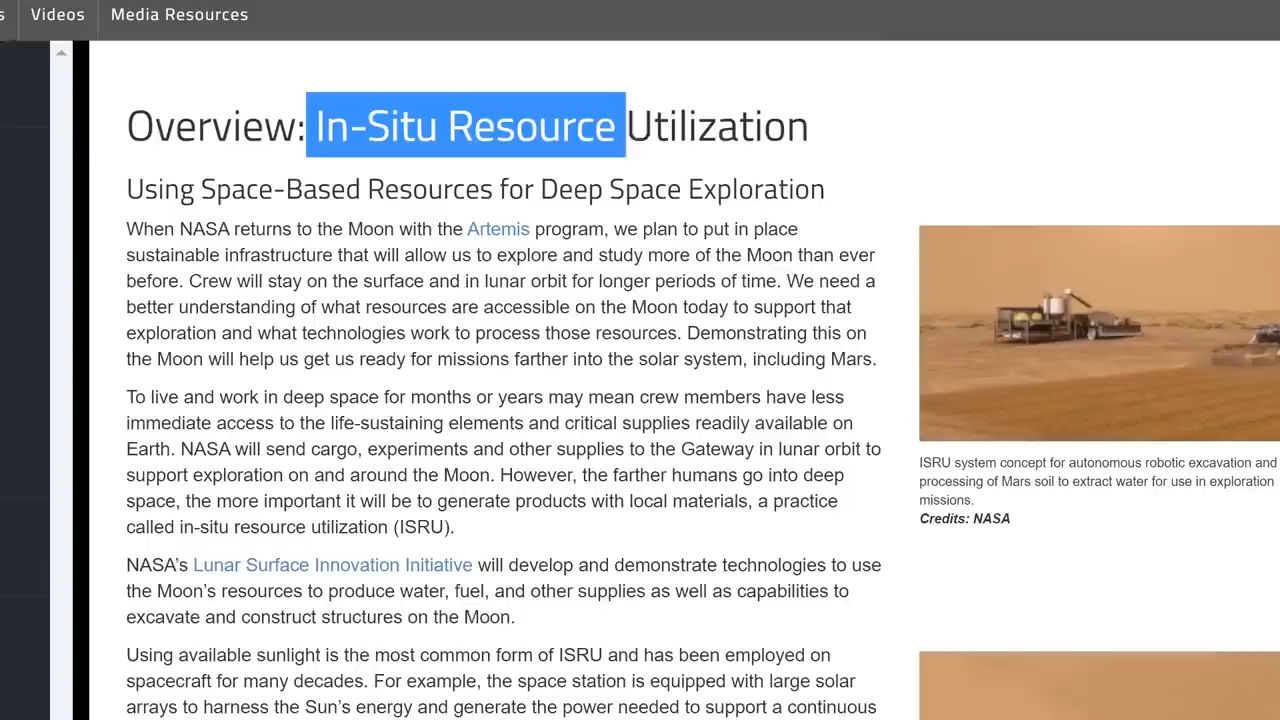 Videos
Media Resources
Overview: In-Situ Resource Utilization
Using Space-Based Resources for Deep Space Exploration
When NASA returns to the Moon with the Artemis program, we plan to put in place
sustainable infrastructure that will allow us to explore and study more of the Moon than ever
before. Crew will stay on the surface and in lunar orbit for longer periods of time. We need a
better understanding of what resources are accessible on the Moon today to support that
exploration and what technologies work to process those resources. Demonstrating this on
the Moon will help us get us ready for missions farther into the solar system, including Mars.
To live and work in deep space for months or years may mean crew members have less
immediate access to the life-sustaining elements and critical supplies readily available on
Earth. NASA will send cargo, experiments and other supplies to the Gateway in lunar orbit to
support exploration on and around the Moon. However, the farther humans go into deep
space, the more important it will be to generate products with local materials, a practice
called in-situ resource utilization (ISRU).
NASA’s Lunar Surface Innovation Initiative will develop and demonstrate technologies to use
the Moon’s resources to produce water, fuel, and other supplies as well as capabilities to
excavate and construct structures on the Moon.
Using available sunlight is the most common form of ISRU and has been employed on
spacecraft for many decades. For example, the space station is equipped with large solar
arrays to harness the Sun’s energy and generate the power needed to support a continuous
ISRU system concept for autonomous robotic excavation and
processing of Mars soil to extract water for use in exploration
missions.
Credits: NASA